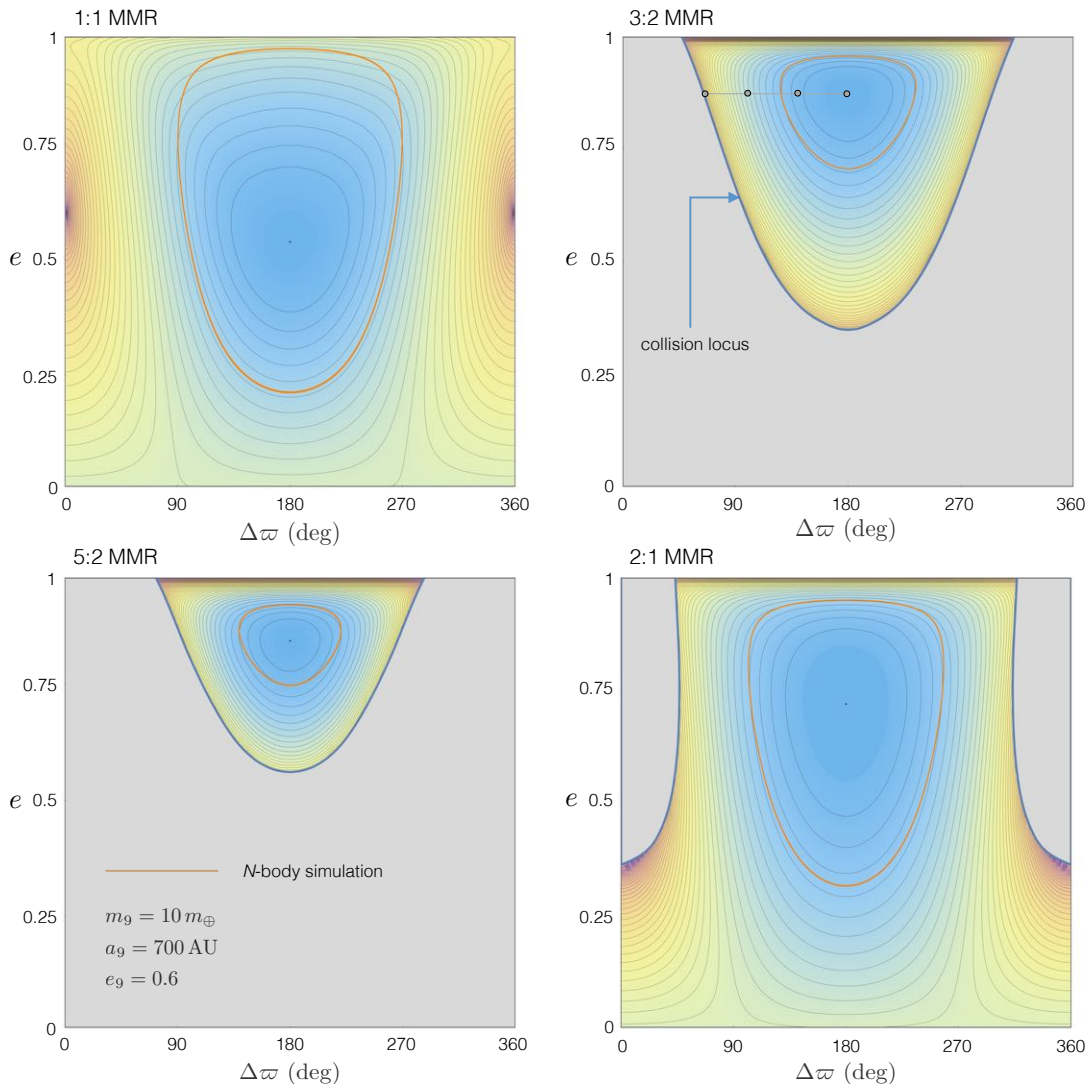 1:1 MMR
1
0.75
e 0.5
0.25
0
0 90 180 270 360
Δϖ (deg)
3:2 MMR
1
0.75
e 0.5
0.25
0
collision locus
0 90 180 270 360
Δϖ (deg)
5:2 MMR
1
0.75
e 0.5
0.25
0
N-body simulation
m₉ = 10 m⊕
a₉ = 700 AU
e₉ = 0.6
0 90 180 270 360
Δϖ (deg)
2:1 MMR
1
0.75
e 0.5
0.25
0
0 90 180 270 360
Δϖ (deg)